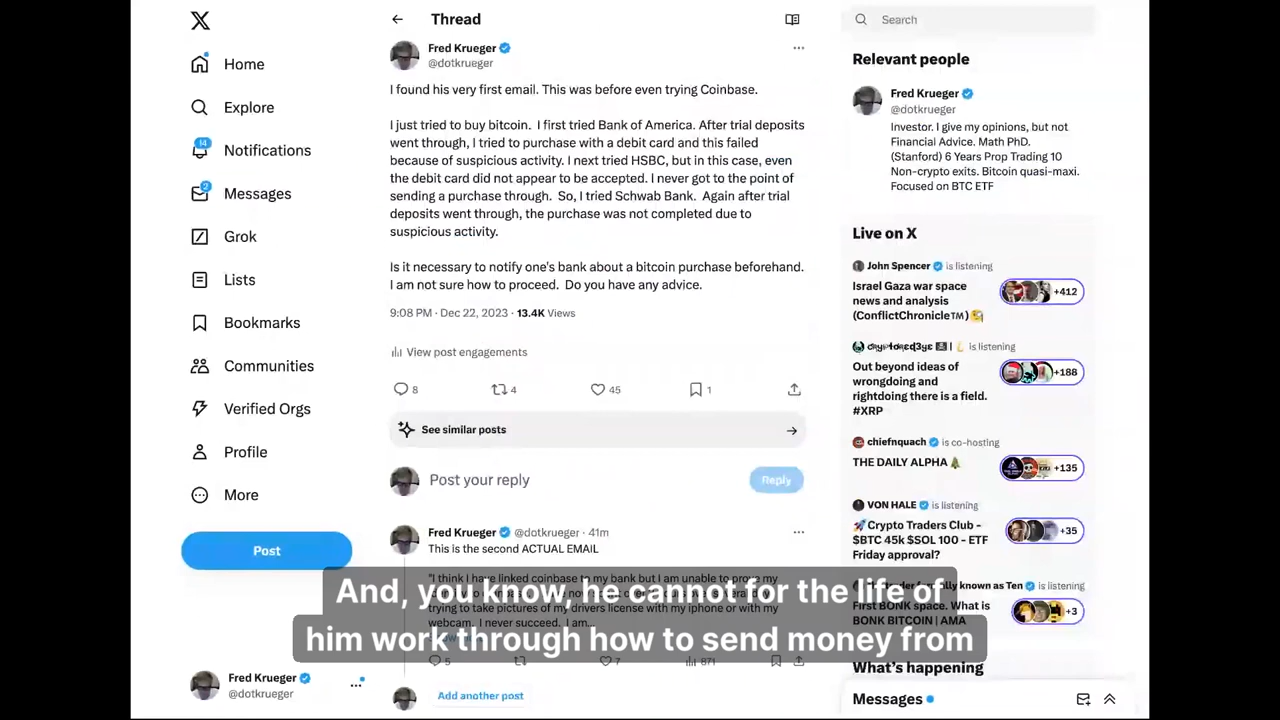 Home
Explore
14
Notifications
2
Messages
Grok
Lists
Bookmarks
Communities
Verified Orgs
Profile
More
Post
Fred Krueger
@dotkrueger
Thread
Fred Krueger
@dotkrueger
I found his very first email. This was before even trying Coinbase.
I just tried to buy bitcoin. I first tried Bank of America. After trial deposits
went through, I tried to purchase with a debit card and this failed
because of suspicious activity. I next tried HSBC, but in this case, even
the debit card did not appear to be accepted. I never got to the point of
sending a purchase through. So, I tried Schwab Bank. Again after trial
deposits went through, the purchase was not completed due to
suspicious activity.
Is it necessary to notify one's bank about a bitcoin purchase beforehand.
I am not sure how to proceed. Do you have any advice.
9:08 PM · Dec 22, 2023 · 13.4K Views
View post engagements
8
4
45
1
See similar posts
Post your reply
Reply
Fred Krueger @dotkrueger · 41m
This is the second ACTUAL EMAIL
"I think I have linked coinbase to my bank but I am unable to prove my
trying to take pictures of my drivers license with my iphone or with my
webcam. I never succeed. I am...
5
7
871
Add another post
Search
Relevant people
Fred Krueger
@dotkrueger
Investor. I give my opinions, but not
Financial Advice. Math PhD.
(Stanford) 6 Years Prop Trading 10
Non-crypto exits. Bitcoin quasi-maxi.
Focused on BTC ETF
Live on X
John Spencer is listening
Israel Gaza war space
news and analysis
(ConflictChronicle™)
+412
is listening
Out beyond ideas of
wrongdoing and
rightdoing there is a field.
#XRP
+188
chiefnquach is co-hosting
THE DAILY ALPHA
+135
VON HALE is listening
Crypto Traders Club -
$BTC 45k $SOL 100 - ETF
Friday approval?
+35
known as Ten is listening
First BONK space. What is
BONK BITCOIN | AMA
+3
What's happening
Messages
And, you know, he cannot for the life of
him work through how to send money from